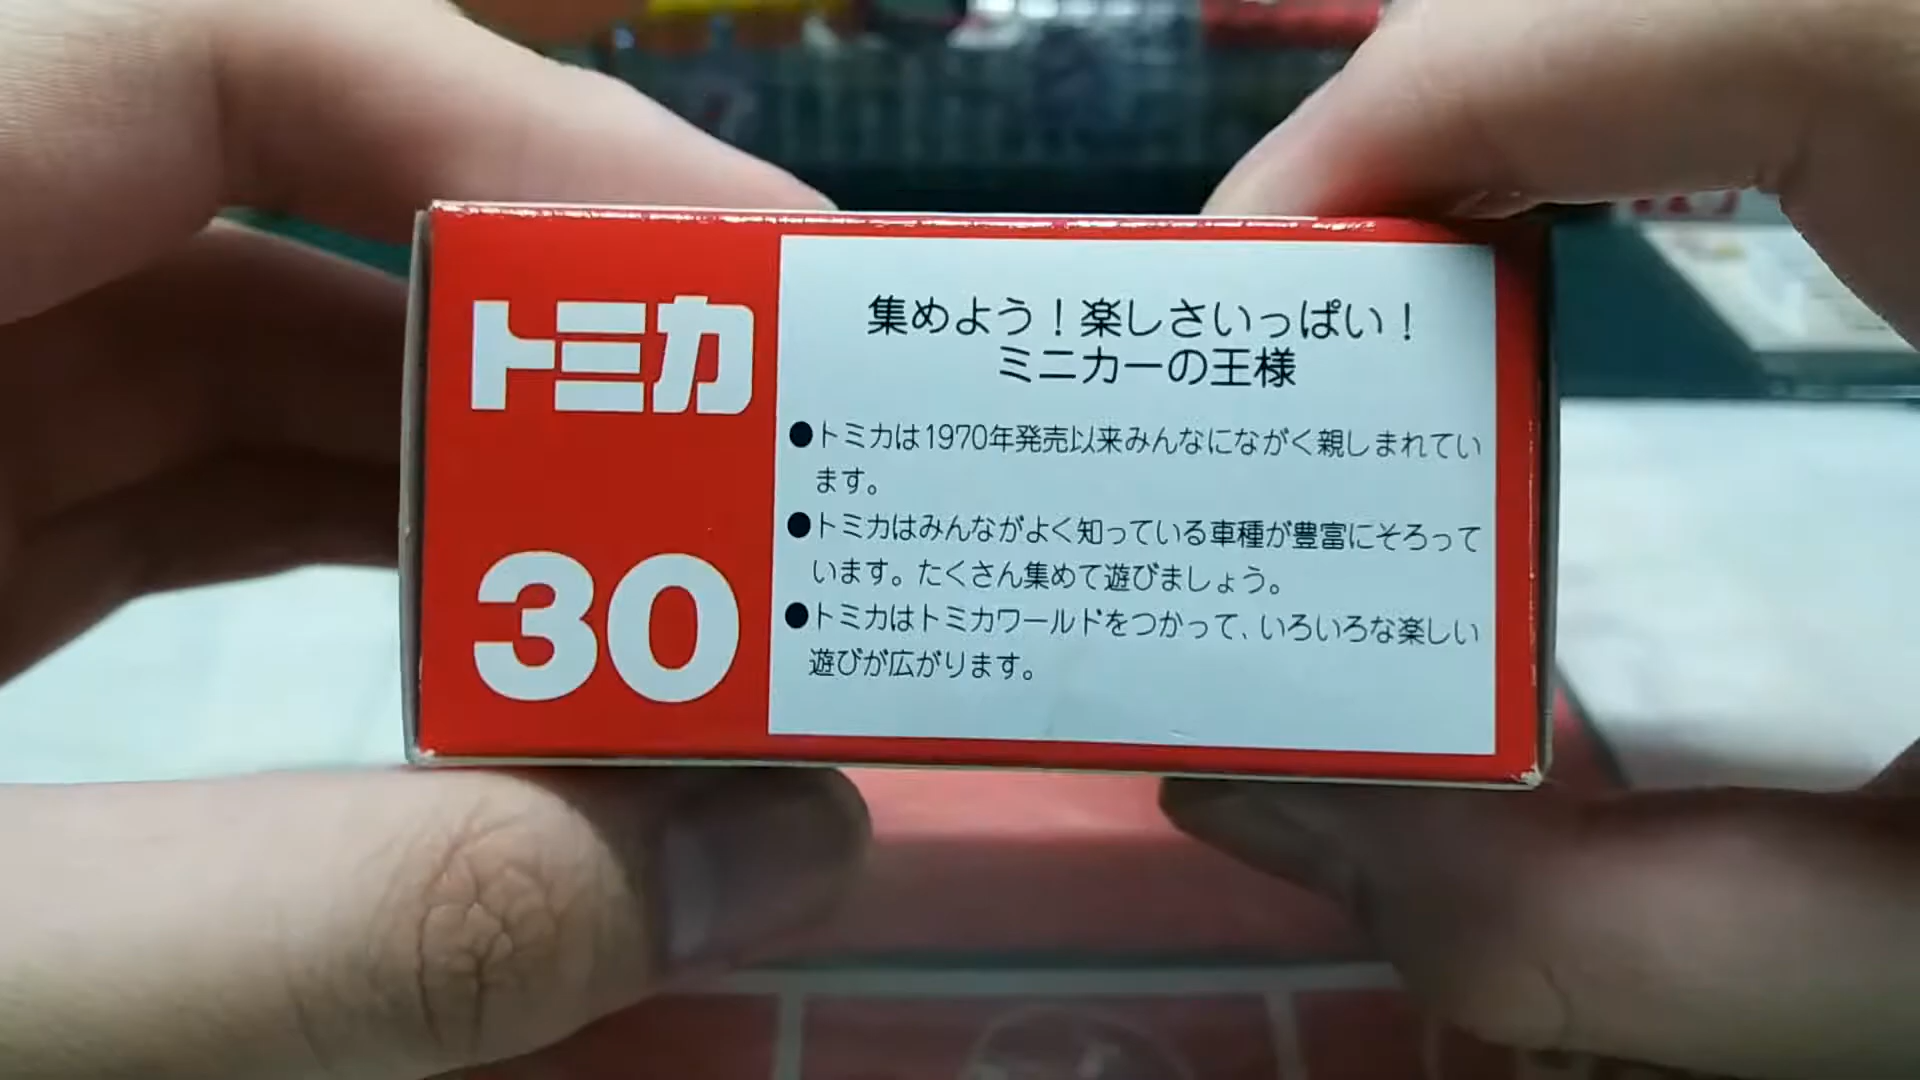 トミカ
30
集めよう！楽しさいっぱい！
ミニカーの王様
●トミカは1970年発売以来みんなにながく親しまれてい
ます。
●トミカはみんながよく知っている車種が豊富にそろって
います。たくさん集めて遊びましょう。
●トミカはトミカワールドをつかって、いろいろな楽しい
遊びが広がります。